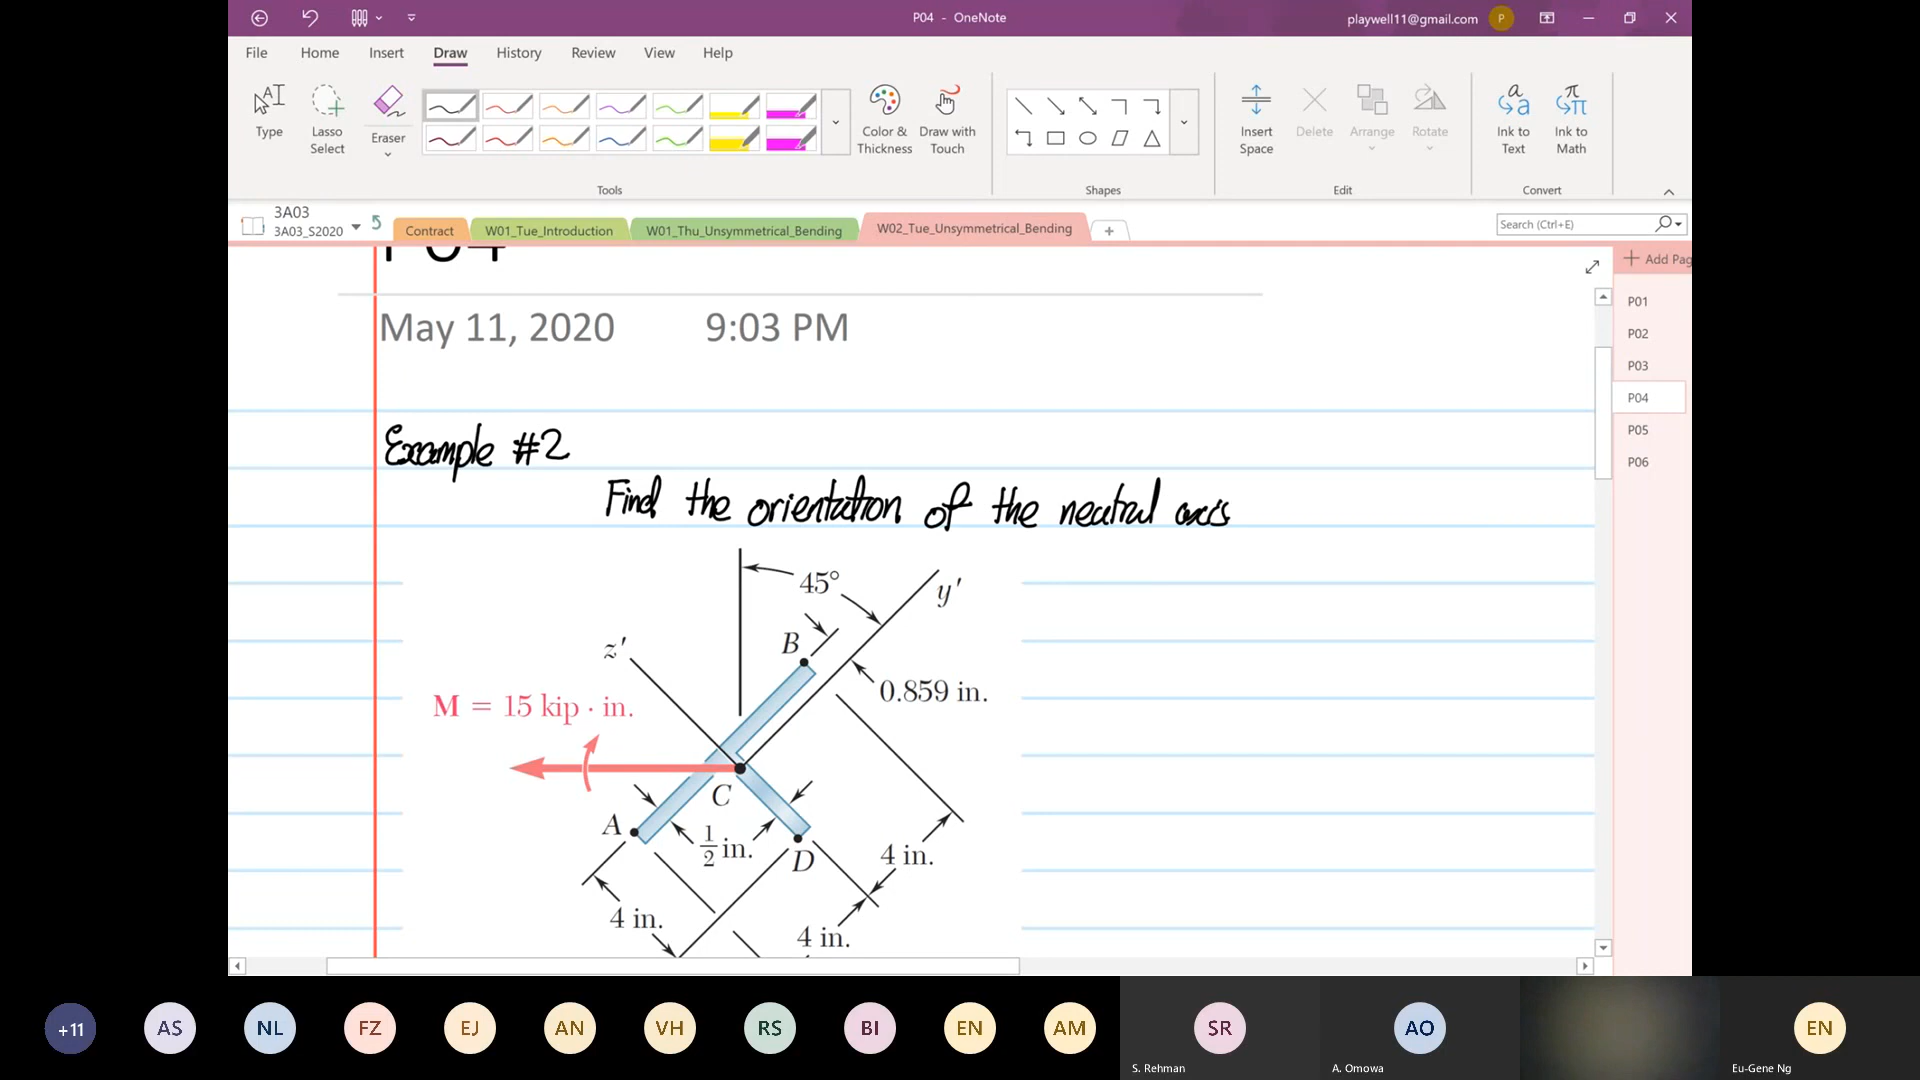 P04 - OneNote
playwell11@gmail.com
P
File Home Insert Draw History Review View Help
Type
Lasso Select
Eraser
Color & Thickness
Draw with Touch
Insert Space
Delete
Arrange
Rotate
Ink to Text
Ink to Math
Tools
Shapes
Edit
Convert
3A03
3A03_S2020
Contract
W01_Tue_Introduction
W01_Thu_Unsymmetrical_Bending
W02_Tue_Unsymmetrical_Bending
Search (Ctrl+E)
Add Pag
P01
P02
P03
P04
P05
P06
P04
May 11, 2020 9:03 PM
Example #2
Find the orientation of the neutral axis
45°
y'
z'
B
0.859 in.
M = 15 kip · in.
C
A
1/2 in.
D
4 in.
4 in.
4 in.
+11
AS
NL
FZ
EJ
AN
VH
RS
BI
EN
AM
SR
S. Rehman
AO
A. Omowa
EN
Eu-Gene Ng